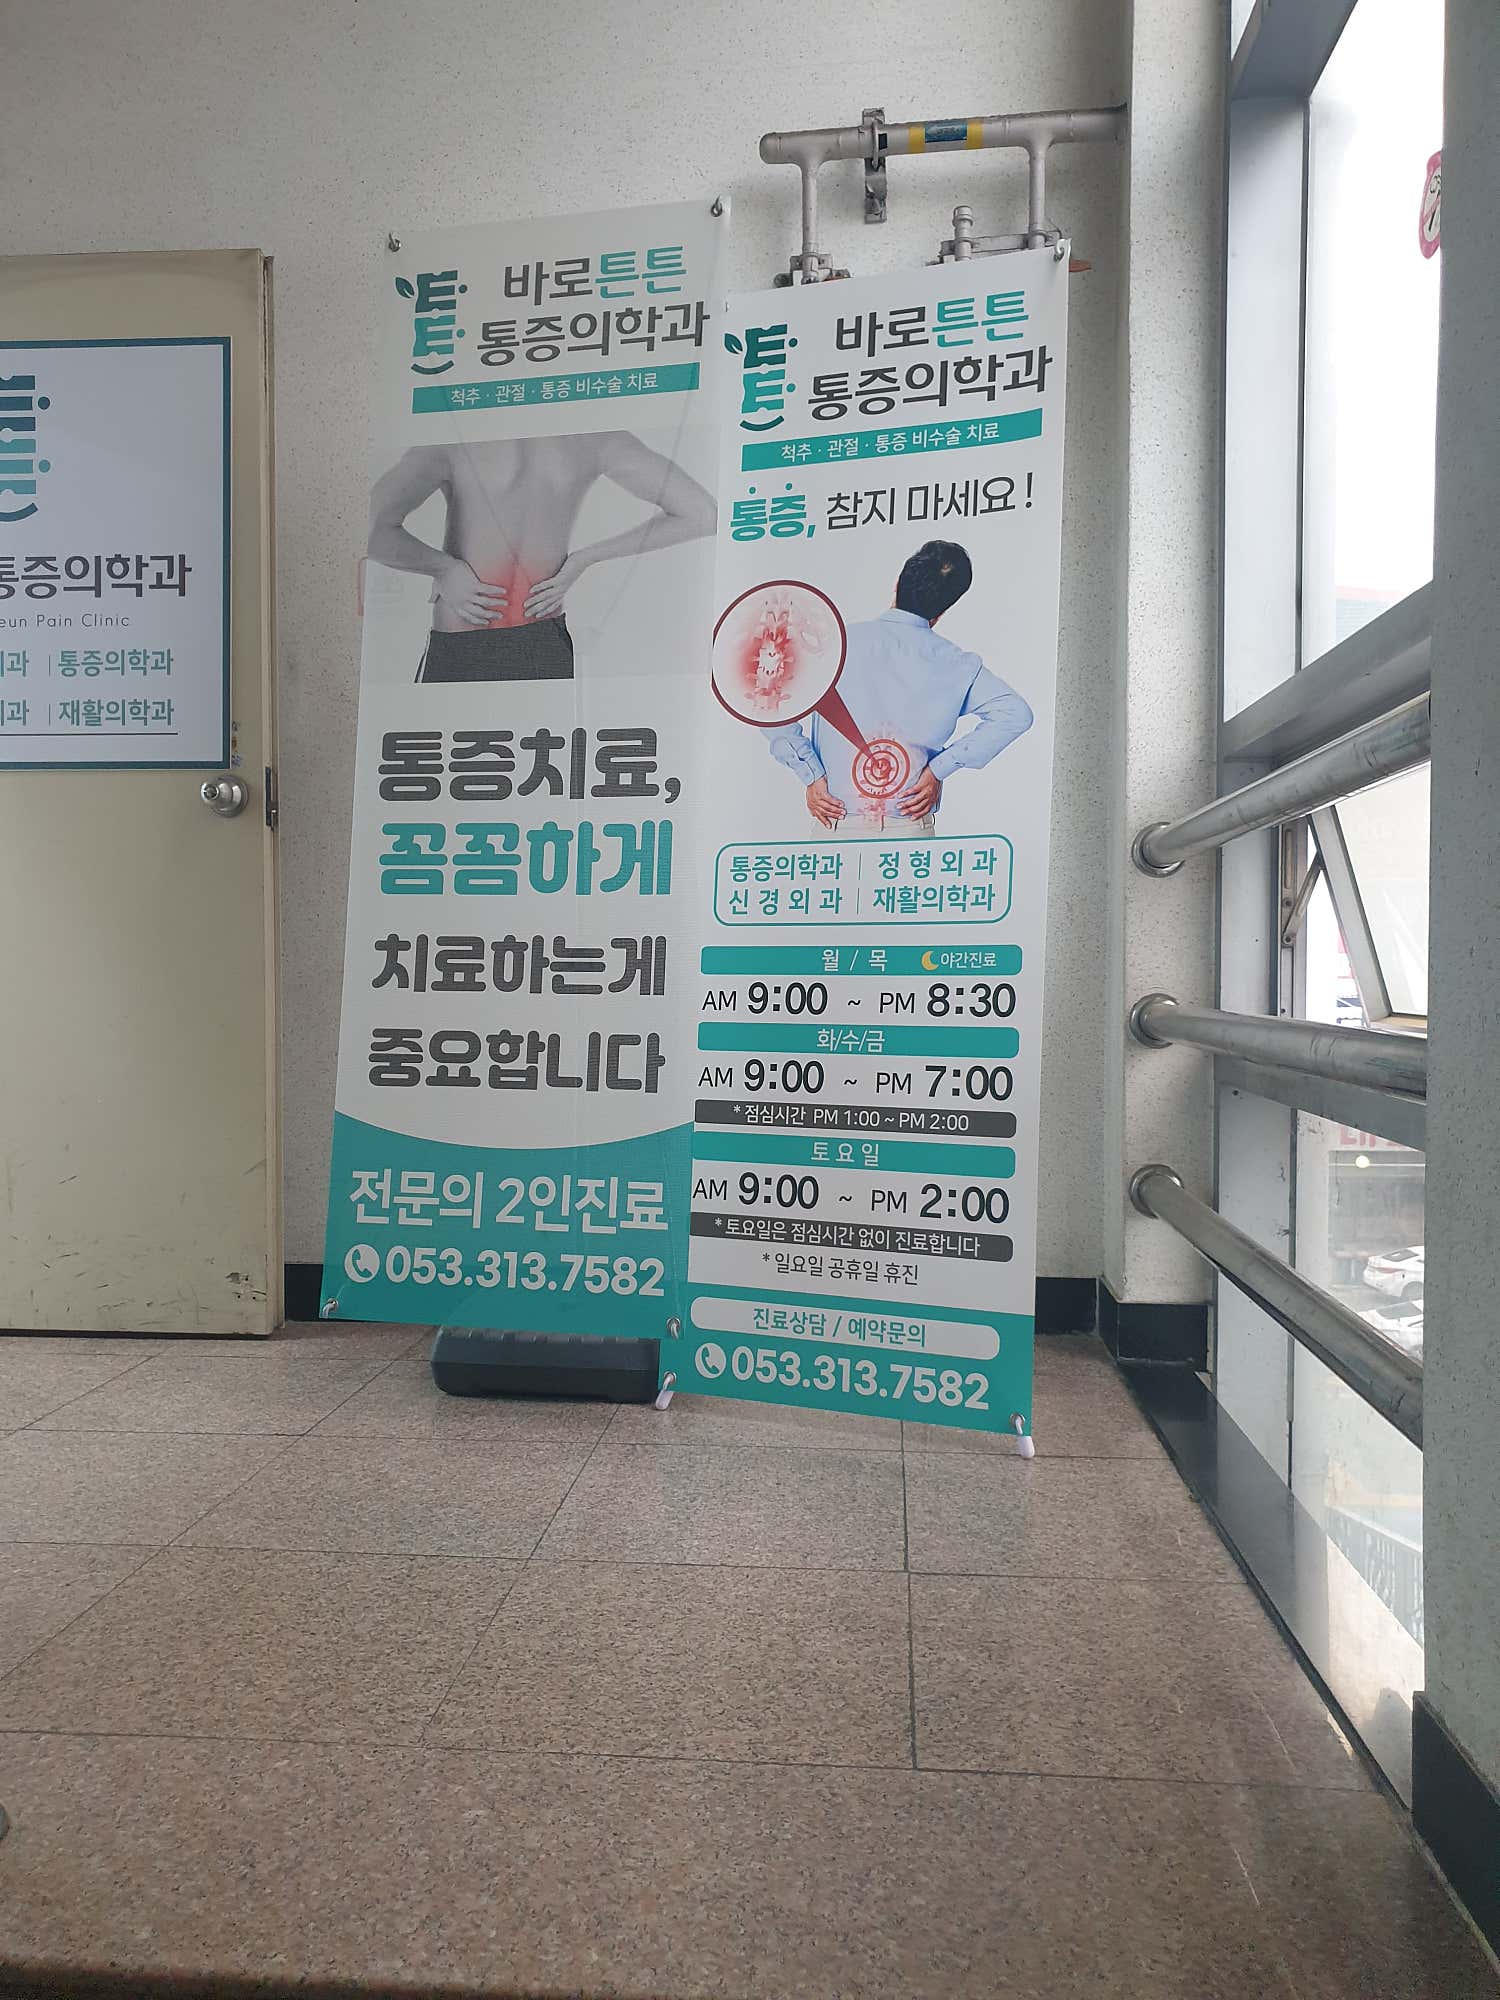 통증의학과
eun Pain Clinic
과 | 통증의학과
과 | 재활의학과
바로튼튼
통증의학과
척추 · 관절 · 통증 비수술 치료
통증치료,
꼼꼼하게
치료하는게
중요합니다
전문의 2인진료
053.313.7582
바로튼튼
통증의학과
척추 · 관절 · 통증 비수술 치료
통증, 참지 마세요!
통증의학과 | 정형외과
신경외과 | 재활의학과
월 / 목 야간진료
AM 9:00 ~ PM 8:30
화/수/금
AM 9:00 ~ PM 7:00
* 점심시간 PM 1:00 ~ PM 2:00
토요일
AM 9:00 ~ PM 2:00
* 토요일은 점심시간 없이 진료합니다
* 일요일 공휴일 휴진
진료상담 / 예약문의
053.313.7582